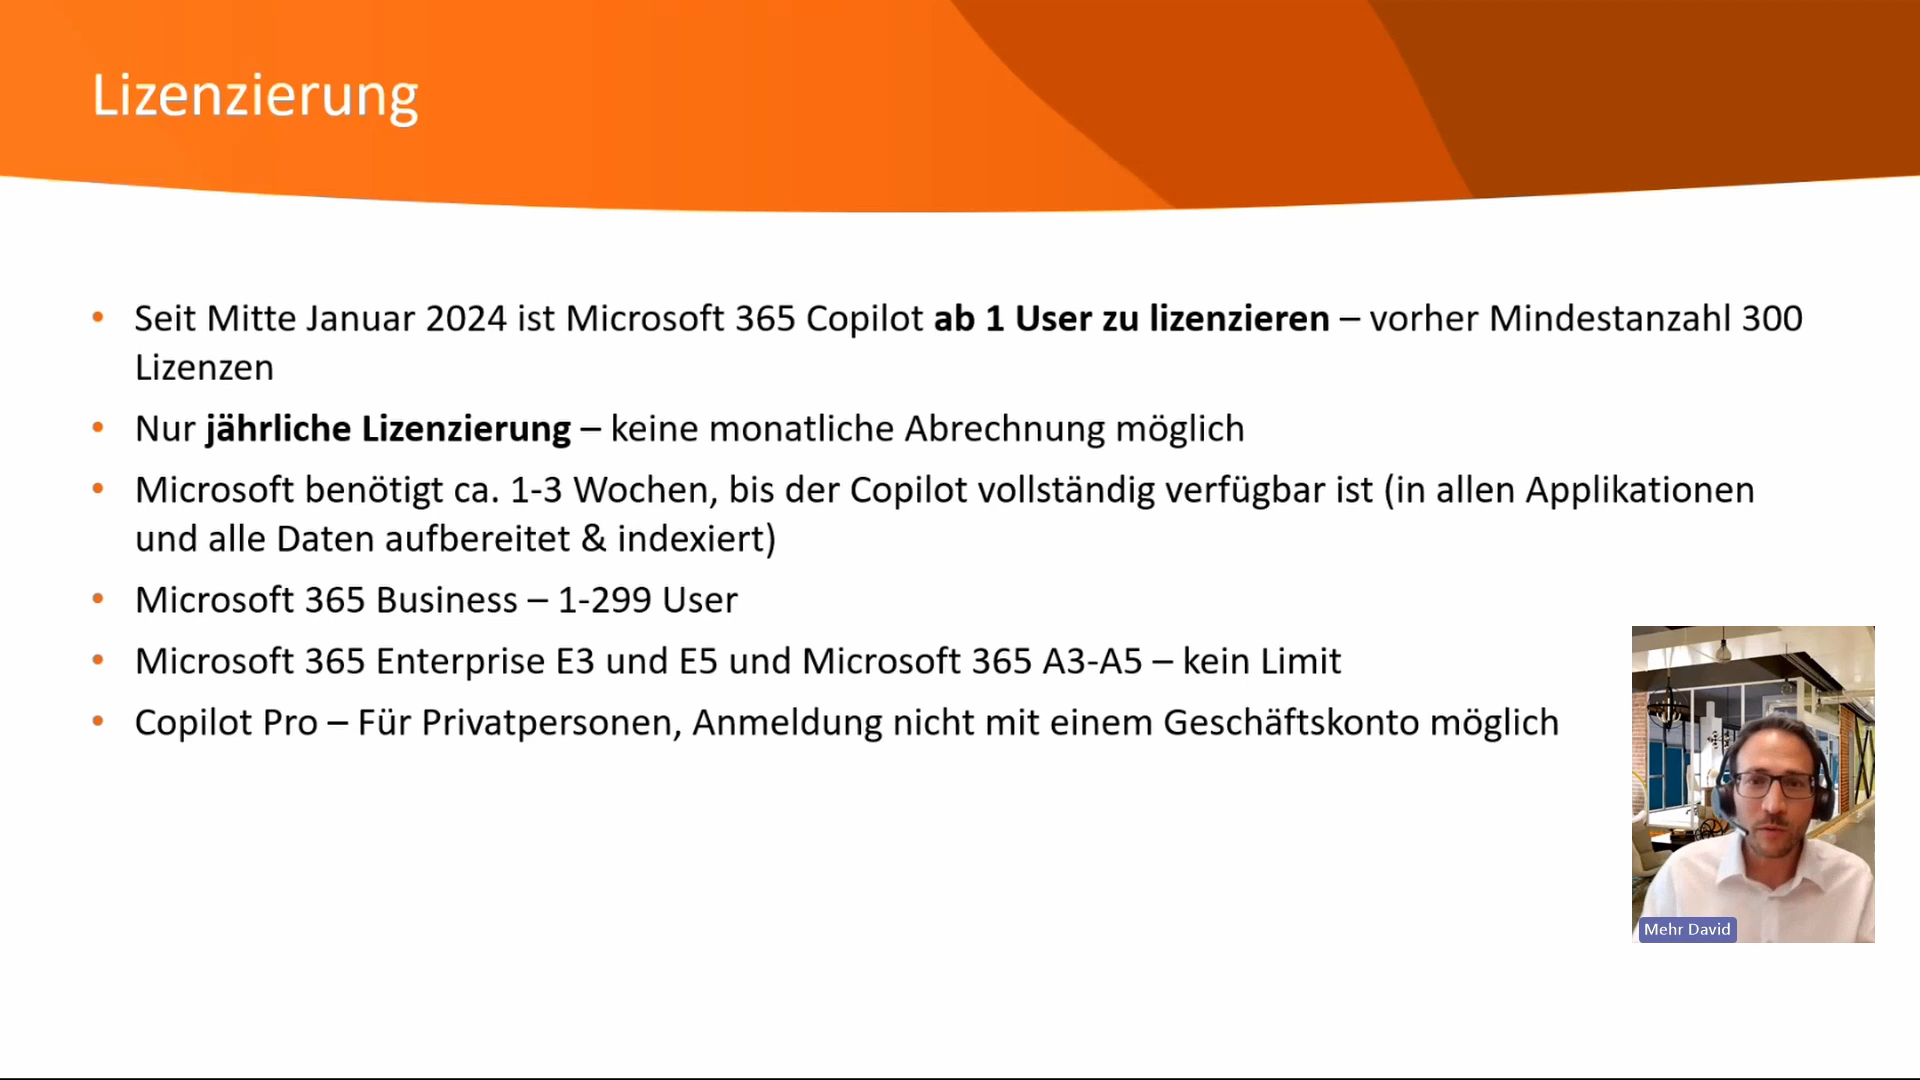 Lizenzierung
• Seit Mitte Januar 2024 ist Microsoft 365 Copilot ab 1 User zu lizenzieren – vorher Mindestanzahl 300
Lizenzen
• Nur jährliche Lizenzierung – keine monatliche Abrechnung möglich
• Microsoft benötigt ca. 1-3 Wochen, bis der Copilot vollständig verfügbar ist (in allen Applikationen
und alle Daten aufbereitet & indexiert)
• Microsoft 365 Business – 1-299 User
• Microsoft 365 Enterprise E3 und E5 und Microsoft 365 A3-A5 – kein Limit
• Copilot Pro – Für Privatpersonen, Anmeldung nicht mit einem Geschäftskonto möglich
Mehr David